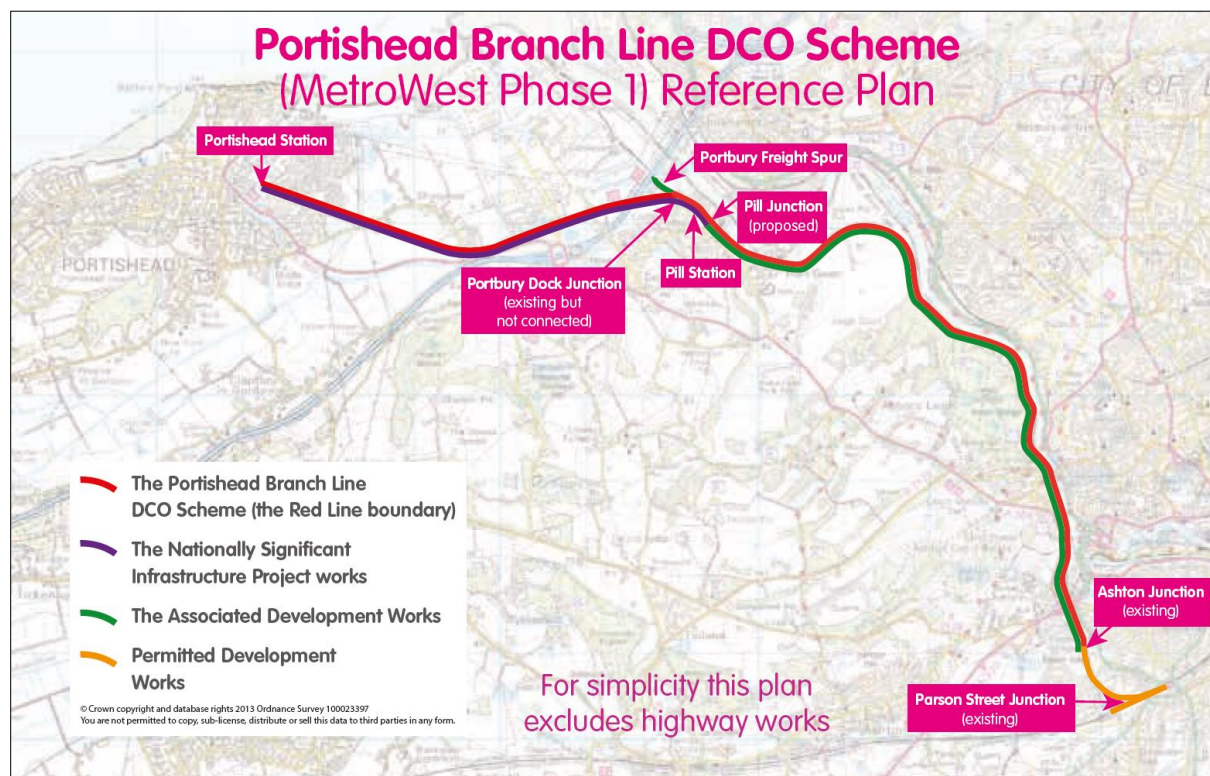 Portishead Branch Line DCO Scheme
(MetroWest Phase 1) Reference Plan
CITY OF
Portishead Station
Portbury Freight Spur
Pill Junction
(proposed)
PORTISHEAD
Portbury Dock Junction
(existing but
not connected)
Pill Station
The Portishead Branch Line
DCO Scheme (the Red Line boundary)
The Nationally Significant
Infrastructure Project works
The Associated Development Works
Permitted Development
Works
Ashton Junction
(existing)
Parson Street Junction
(existing)
For simplicity this plan
excludes highway works
© Crown copyright and database rights 2013 Ordnance Survey 100023397
You are not permitted to copy, sub-license, distribute or sell this data to third parties in any form.